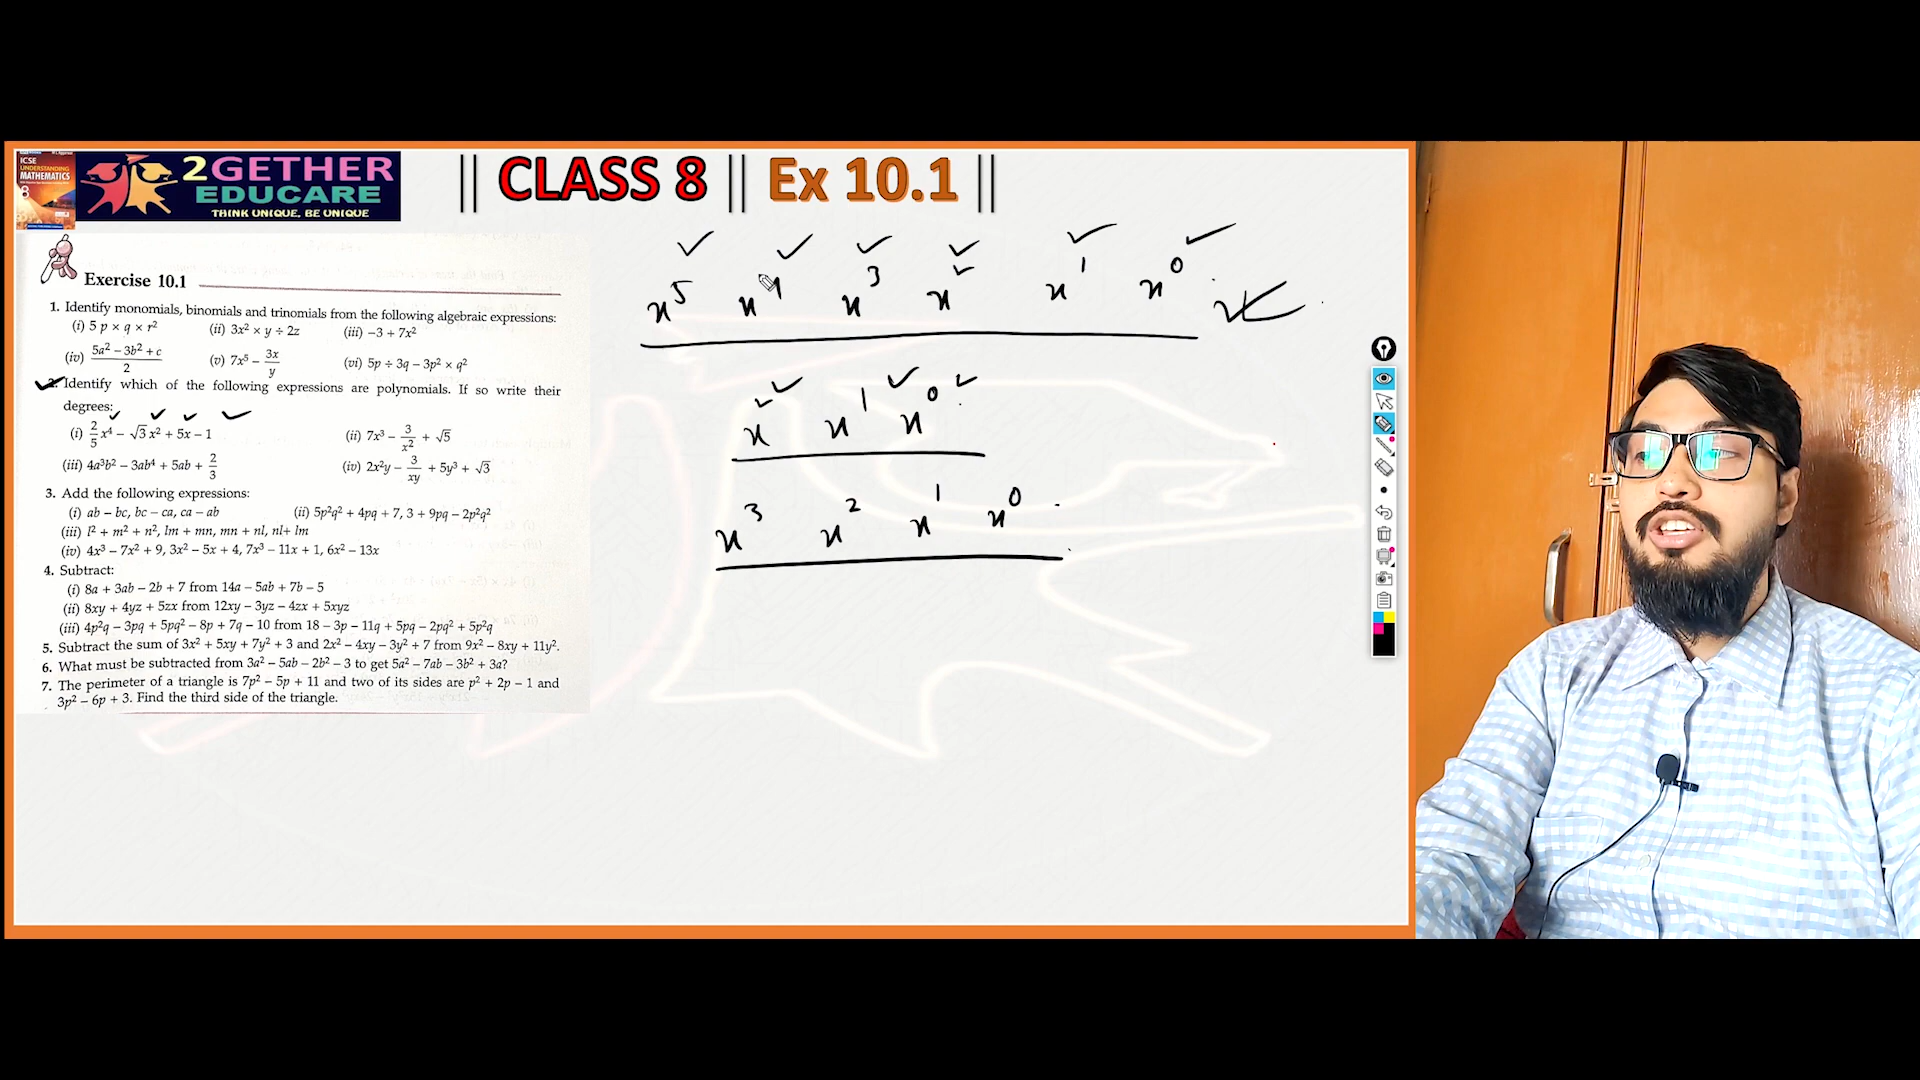 ICSE
UNDERSTANDING
MATHEMATICS
8
2GETHER
EDUCARE
THINK UNIQUE, BE UNIQUE
|| CLASS 8 || Ex 10.1 ||
Exercise 10.1
1. Identify monomials, binomials and trinomials from the following algebraic expressions:
(i) 5 p × q × r² (ii) 3x² × y ÷ 2z (iii) −3 + 7x²
(iv) (5a² − 3b² + c)/2 (v) 7x⁵ − 3x/y (vi) 5p ÷ 3q − 3p² × q²
2. Identify which of the following expressions are polynomials. If so write their
degrees:
(i) 2/5 x⁴ − √3 x² + 5x − 1 (ii) 7x³ − 3/x² + √5
(iii) 4a³b² − 3ab⁴ + 5ab + 2/3 (iv) 2x²y − 3/xy + 5y³ + √3
3. Add the following expressions:
(i) ab − bc, bc − ca, ca − ab (ii) 5p²q² + 4pq + 7, 3 + 9pq − 2p²q²
(iii) l² + m² + n², lm + mn, mn + nl, nl + lm
(iv) 4x³ − 7x² + 9, 3x² − 5x + 4, 7x³ − 11x + 1, 6x² − 13x
4. Subtract:
(i) 8a + 3ab − 2b + 7 from 14a − 5ab + 7b − 5
(ii) 8xy + 4yz + 5zx from 12xy − 3yz − 4zx + 5xyz
(iii) 4p²q − 3pq + 5pq² − 8p + 7q − 10 from 18 − 3p − 11q + 5pq − 2pq² + 5p²q
5. Subtract the sum of 3x² + 5xy + 7y² + 3 and 2x² − 4xy − 3y² + 7 from 9x² − 8xy + 11y².
6. What must be subtracted from 3a² − 5ab − 2b² − 3 to get 5a² − 7ab − 3b² + 3a?
7. The perimeter of a triangle is 7p² − 5p + 11 and two of its sides are p² + 2p − 1 and
3p² − 6p + 3. Find the third side of the triangle.
x⁵ x⁴ x³ x² x¹ x⁰
x² x¹ x⁰
x³ x² x¹ x⁰